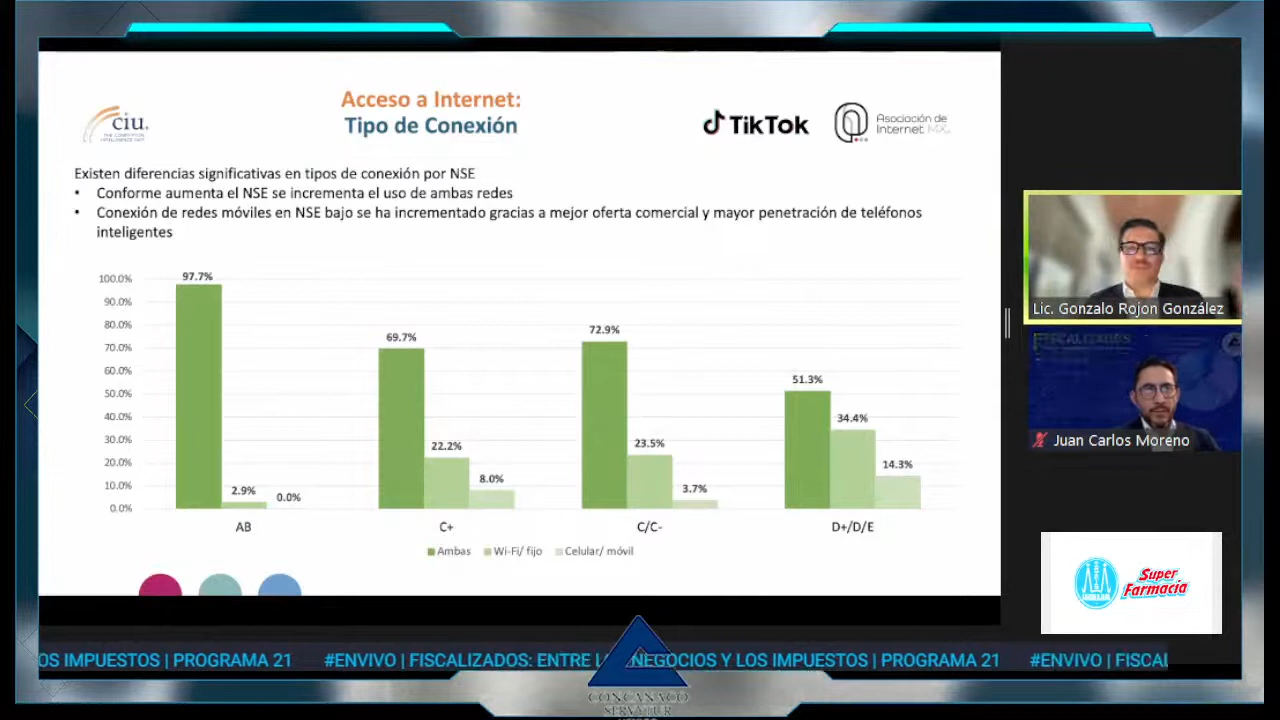 Acceso a Internet:
Tipo de Conexión
ciu.
TikTok
Asociación de
Internet MX.
Existen diferencias significativas en tipos de conexión por NSE
• Conforme aumenta el NSE se incrementa el uso de ambas redes
• Conexión de redes móviles en NSE bajo se ha incrementado gracias a mejor oferta comercial y mayor penetración de teléfonos
inteligentes
100.0%
90.0%
80.0%
70.0%
60.0%
50.0%
40.0%
30.0%
20.0%
10.0%
0.0%
97.7%
2.9%
0.0%
69.7%
22.2%
8.0%
72.9%
23.5%
3.7%
51.3%
34.4%
14.3%
AB
C+
C/C-
D+/D/E
Ambas
Wi-Fi/ fijo
Celular/ móvil
Lic. Gonzalo Rojon González
FISCALIZADOS
Juan Carlos Moreno
Super
Farmacia
OS IMPUESTOS | PROGRAMA 21 #ENVIVO | FISCALIZADOS: ENTRE L NEGOCIOS Y LOS IMPUESTOS | PROGRAMA 21 #ENVIVO | FISCAL
CONCANACO
SERVYTUR